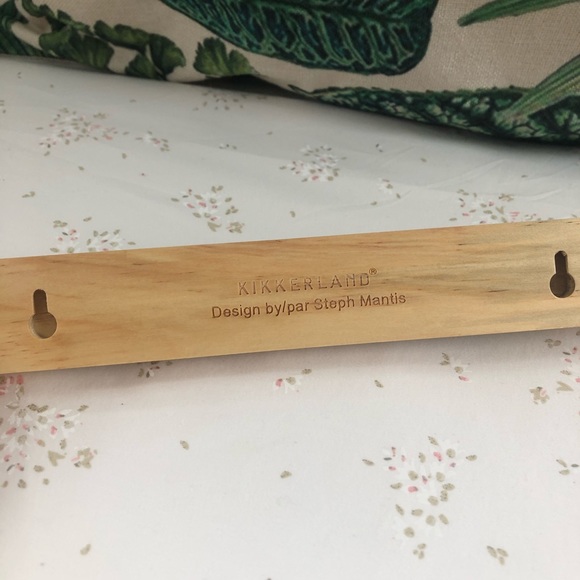 KIKKERLAND®
Design by/par Steph Mantis